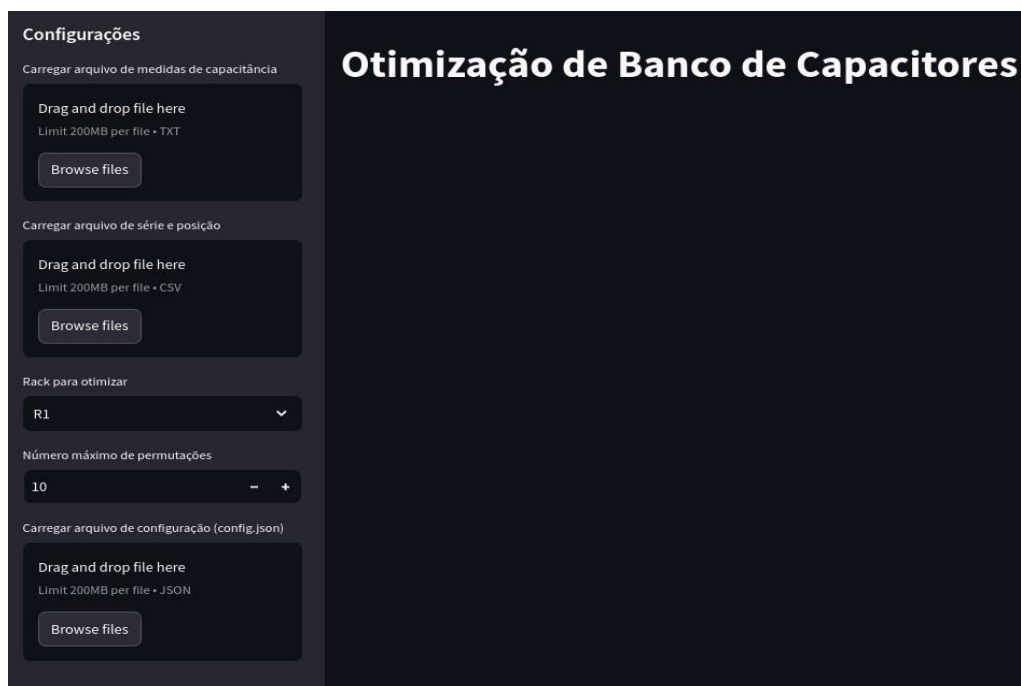 Configurações
Carregar arquivo de medidas de capacitância
Drag and drop file here
Limit 200MB per file • TXT
Browse files
Carregar arquivo de série e posição
Drag and drop file here
Limit 200MB per file • CSV
Browse files
Rack para otimizar
R1
Número máximo de permutações
10
Carregar arquivo de configuração (config.json)
Drag and drop file here
Limit 200MB per file • JSON
Browse files
Otimização de Banco de Capacitores